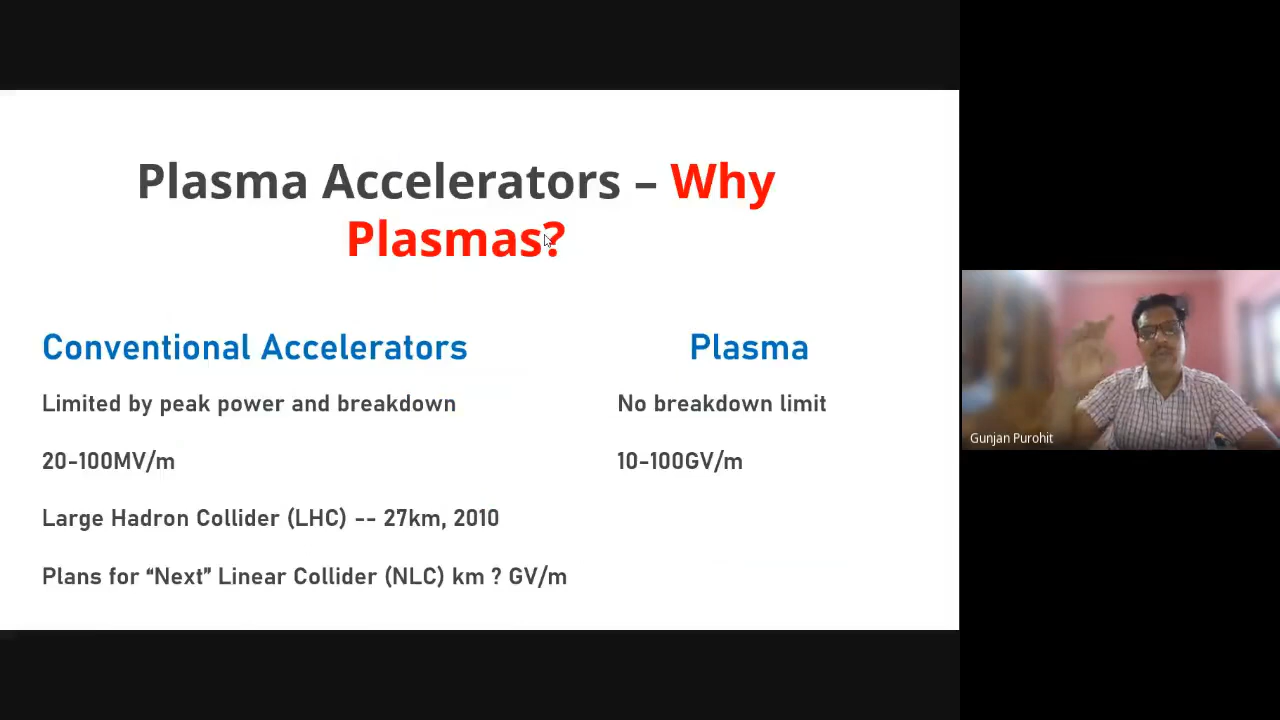 Plasma Accelerators – Why
Plasmas?
Conventional Accelerators
Plasma
Limited by peak power and breakdown
No breakdown limit
20-100MV/m
10-100GV/m
Large Hadron Collider (LHC) -- 27km, 2010
Plans for “Next” Linear Collider (NLC) km ? GV/m
Gunjan Purohit